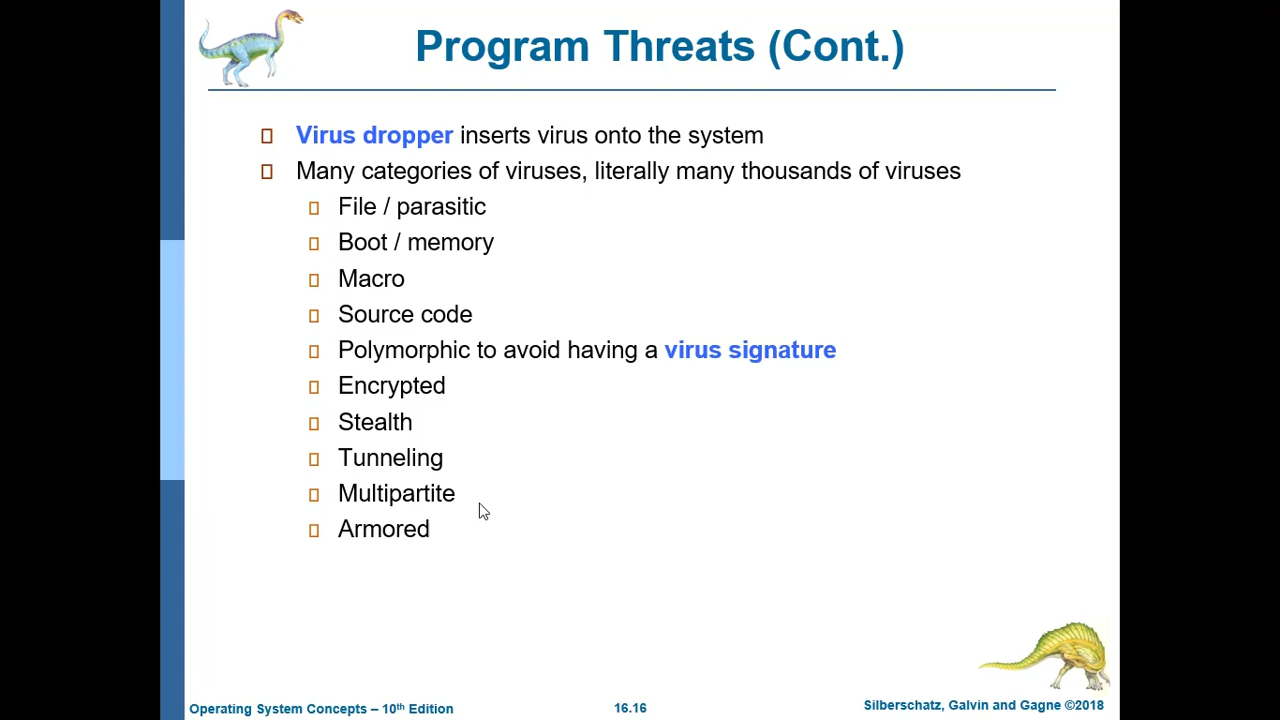 Program Threats (Cont.)
Virus dropper inserts virus onto the system
Many categories of viruses, literally many thousands of viruses
File / parasitic
Boot / memory
Macro
Source code
Polymorphic to avoid having a virus signature
Encrypted
Stealth
Tunneling
Multipartite
Armored
Operating System Concepts – 10th Edition
16.16
Silberschatz, Galvin and Gagne ©2018